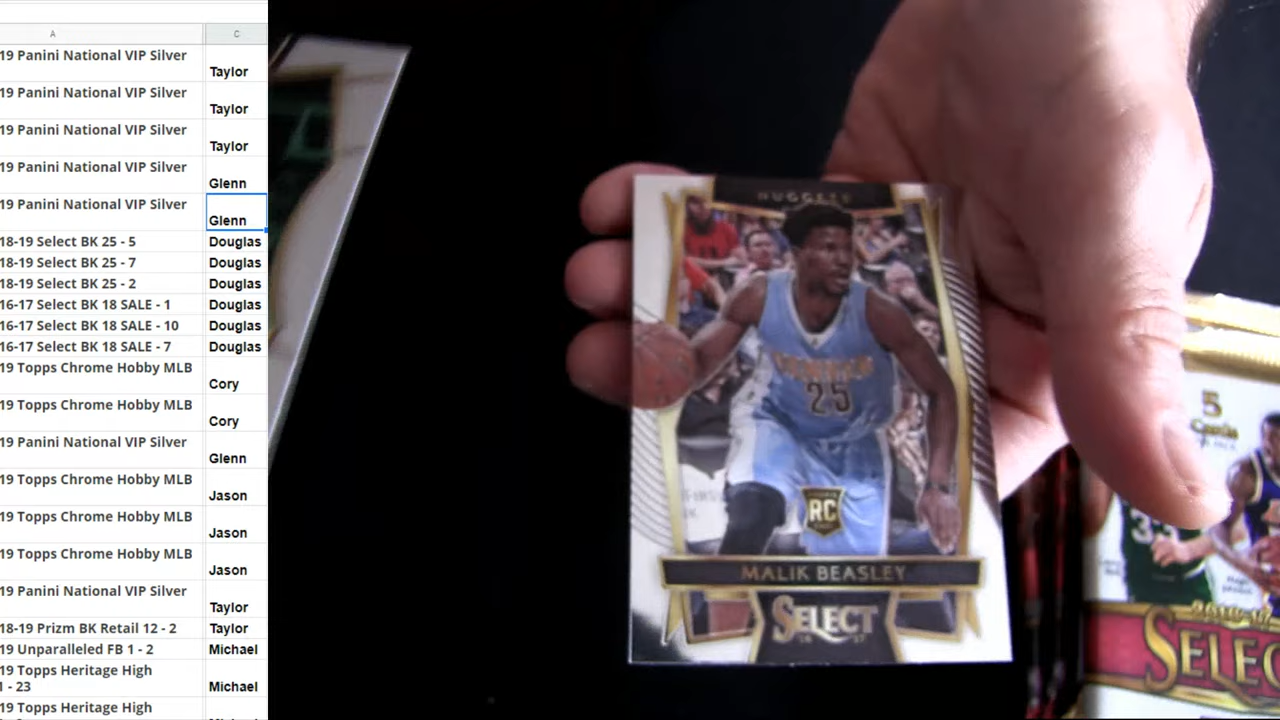 A
C
19 Panini National VIP Silver
Taylor
19 Panini National VIP Silver
Taylor
19 Panini National VIP Silver
Taylor
19 Panini National VIP Silver
Glenn
19 Panini National VIP Silver
Glenn
18-19 Select BK 25 - 5
Douglas
18-19 Select BK 25 - 7
Douglas
18-19 Select BK 25 - 2
Douglas
16-17 Select BK 18 SALE - 1
Douglas
16-17 Select BK 18 SALE - 10
Douglas
16-17 Select BK 18 SALE - 7
Douglas
19 Topps Chrome Hobby MLB
Cory
19 Topps Chrome Hobby MLB
Cory
19 Panini National VIP Silver
Glenn
19 Topps Chrome Hobby MLB
Jason
19 Topps Chrome Hobby MLB
Jason
19 Topps Chrome Hobby MLB
Jason
19 Panini National VIP Silver
Taylor
18-19 Prizm BK Retail 12 - 2
Taylor
19 Unparalleled FB 1 - 2
Michael
19 Topps Heritage High
1 - 23
Michael
19 Topps Heritage High
NUGGETS
25
RC
MALIK BEASLEY
SELECT
16 17
5
Cards
33